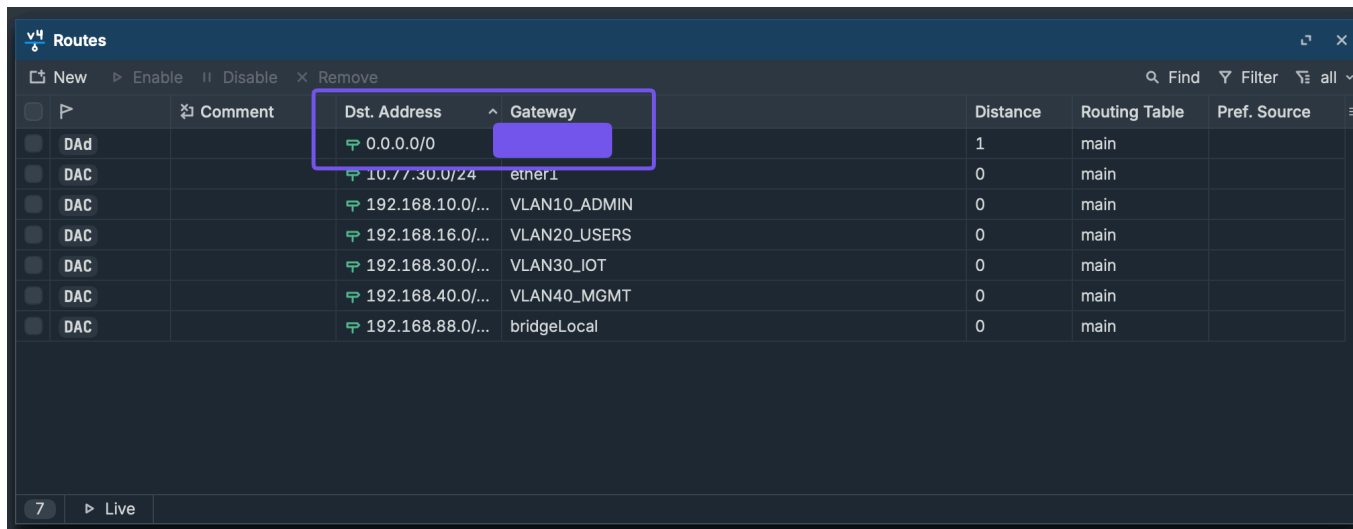 v4 Routes
New Enable Disable Remove Find Filter all
Comment Dst. Address Gateway Distance Routing Table Pref. Source
DAd 0.0.0.0/0 1 main
DAC 10.77.30.0/24 ether1 0 main
DAC 192.168.10.0/... VLAN10_ADMIN 0 main
DAC 192.168.16.0/... VLAN20_USERS 0 main
DAC 192.168.30.0/... VLAN30_IOT 0 main
DAC 192.168.40.0/... VLAN40_MGMT 0 main
DAC 192.168.88.0/... bridgeLocal 0 main
7 Live